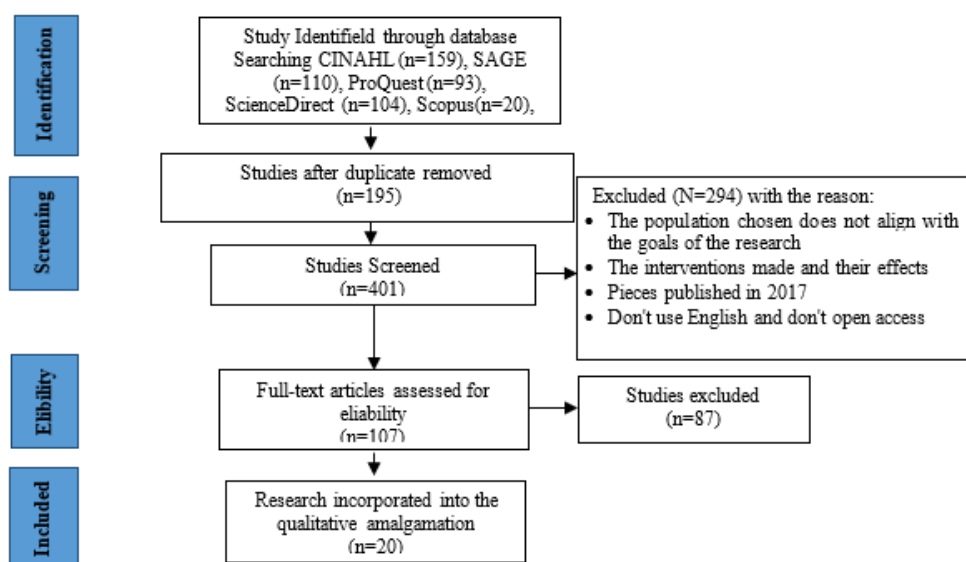 Identification
Study Identifield through database
Searching CINAHL (n=159), SAGE
(n=110), ProQuest (n=93),
ScienceDirect (n=104), Scopus(n=20),
Screening
Studies after duplicate removed
(n=195)
Studies Screened
(n=401)
Excluded (N=294) with the reason:
• The population chosen does not align with
the goals of the research
• The interventions made and their effects
• Pieces published in 2017
• Don't use English and don't open access
Elibility
Full-text articles assessed for
eliability
(n=107)
Studies excluded
(n=87)
Included
Research incorporated into the
qualitative amalgamation
(n=20)